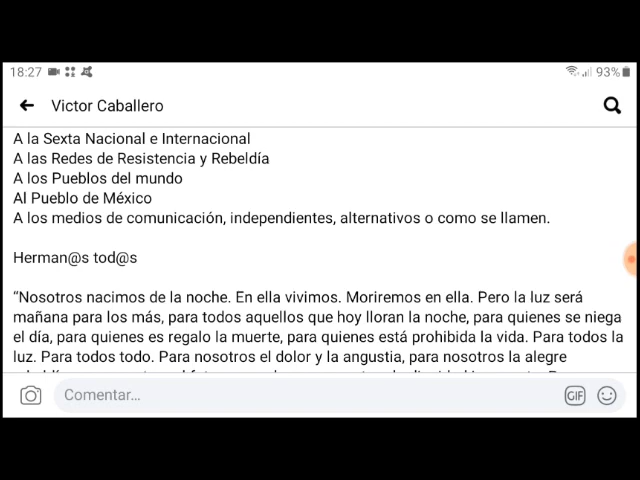 18:27
93%
Victor Caballero
A la Sexta Nacional e Internacional
A las Redes de Resistencia y Rebeldía
A los Pueblos del mundo
Al Pueblo de México
A los medios de comunicación, independientes, alternativos o como se llamen.
Herman@s tod@s
“Nosotros nacimos de la noche. En ella vivimos. Moriremos en ella. Pero la luz será
mañana para los más, para todos aquellos que hoy lloran la noche, para quienes se niega
el día, para quienes es regalo la muerte, para quienes está prohibida la vida. Para todos la
luz. Para todos todo. Para nosotros el dolor y la angustia, para nosotros la alegre
Comentar...
GIF